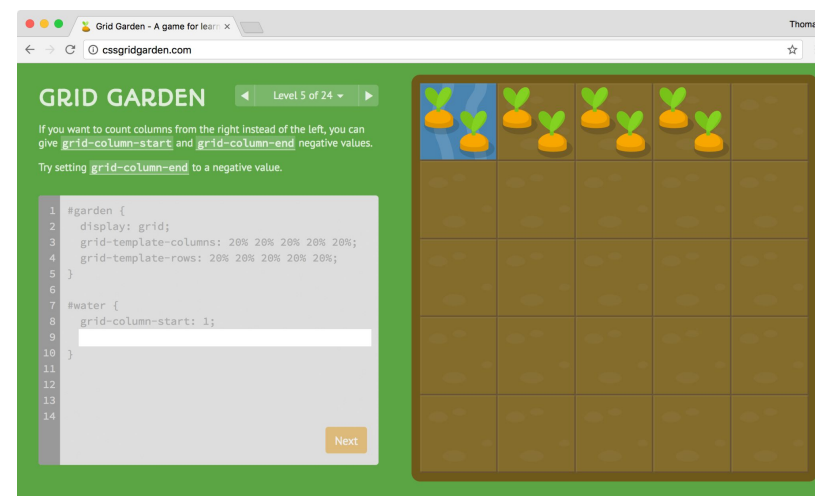 Grid Garden - A game for learn
Thoma
cssgridgarden.com
GRID GARDEN
Level 5 of 24
If you want to count columns from the right instead of the left, you can
give grid-column-start and grid-column-end negative values.
Try setting grid-column-end to a negative value.
1 #garden {
2 display: grid;
3 grid-template-columns: 20% 20% 20% 20% 20%;
4 grid-template-rows: 20% 20% 20% 20% 20%;
5 }
6
7 #water {
8 grid-column-start: 1;
9
10 }
11
12
13
14
Next